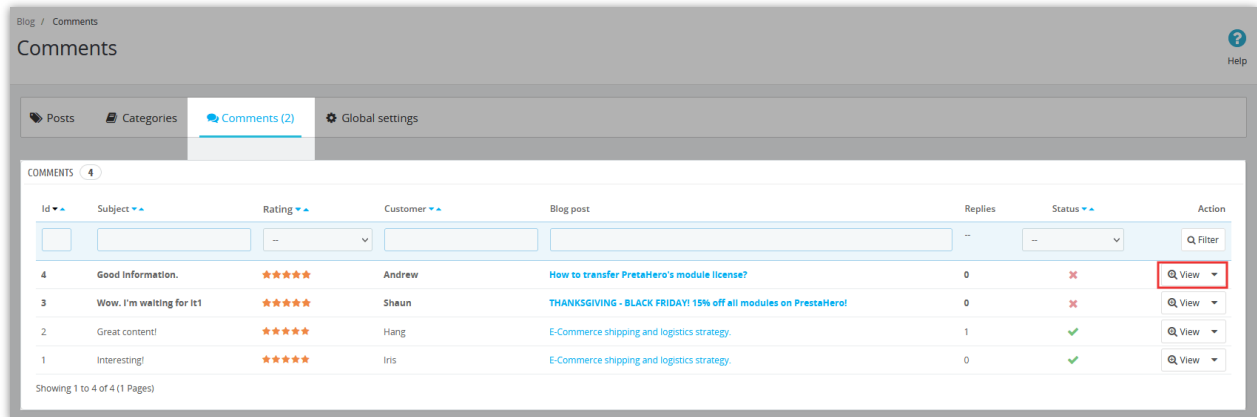 Blog / Comments
Comments
Help
Posts Categories Comments (2) Global settings
COMMENTS 4
Id Subject Rating Customer Blog post Replies Status Action
-- -- -- Filter
4 Good information. Andrew How to transfer PretaHero's module license? 0 View
3 Wow. I'm waiting for it1 Shaun THANKSGIVING - BLACK FRIDAY! 15% off all modules on PrestaHero! 0 View
2 Great content! Hang E-Commerce shipping and logistics strategy. 1 View
1 Interesting! Iris E-Commerce shipping and logistics strategy. 0 View
Showing 1 to 4 of 4 (1 Pages)